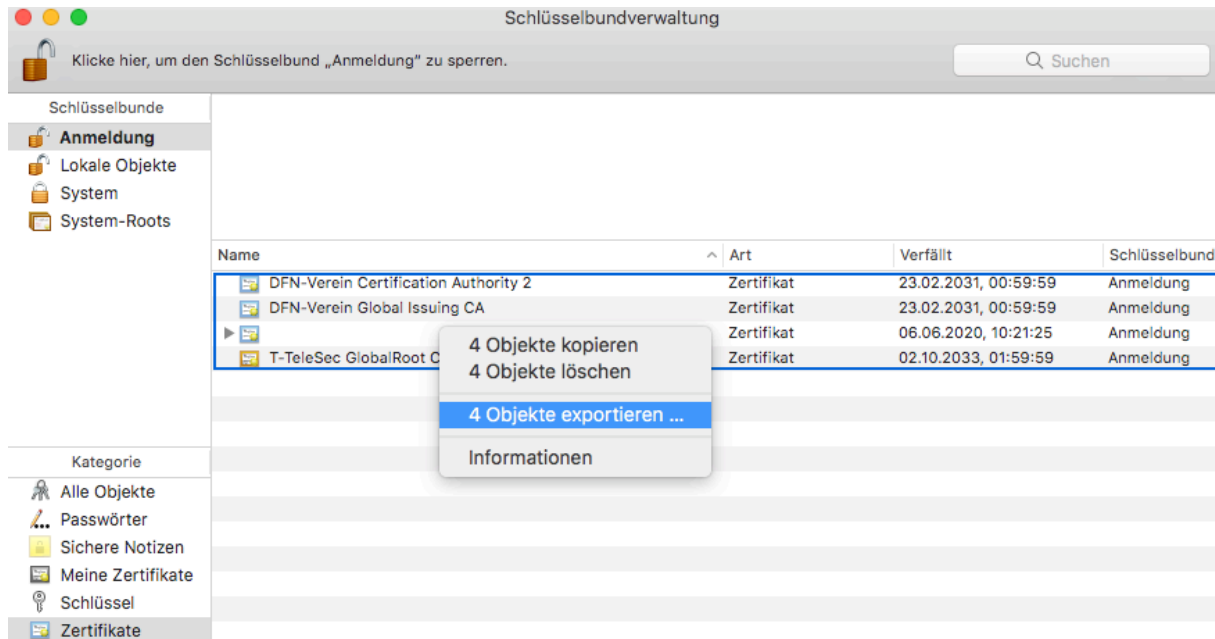 Schlüsselbundverwaltung
Klicke hier, um den Schlüsselbund „Anmeldung" zu sperren.
Suchen
Schlüsselbunde
Anmeldung
Lokale Objekte
System
System-Roots
Name Art Verfällt Schlüsselbund
DFN-Verein Certification Authority 2 Zertifikat 23.02.2031, 00:59:59 Anmeldung
DFN-Verein Global Issuing CA Zertifikat 23.02.2031, 00:59:59 Anmeldung
Zertifikat 06.06.2020, 10:21:25 Anmeldung
T-TeleSec GlobalRoot Zertifikat 02.10.2033, 01:59:59 Anmeldung
4 Objekte kopieren
4 Objekte löschen
4 Objekte exportieren ...
Informationen
Kategorie
Alle Objekte
Passwörter
Sichere Notizen
Meine Zertifikate
Schlüssel
Zertifikate